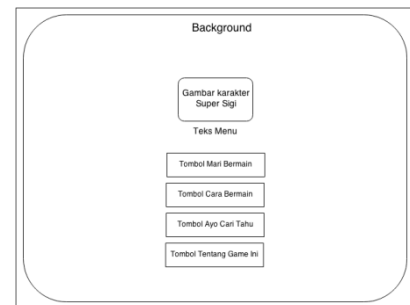 Background
Gambar karakter
Super Sigi
Teks Menu
Tombol Mari Bermain
Tombol Cara Bermain
Tombol Ayo Cari Tahu
Tombol Tentang Game Ini